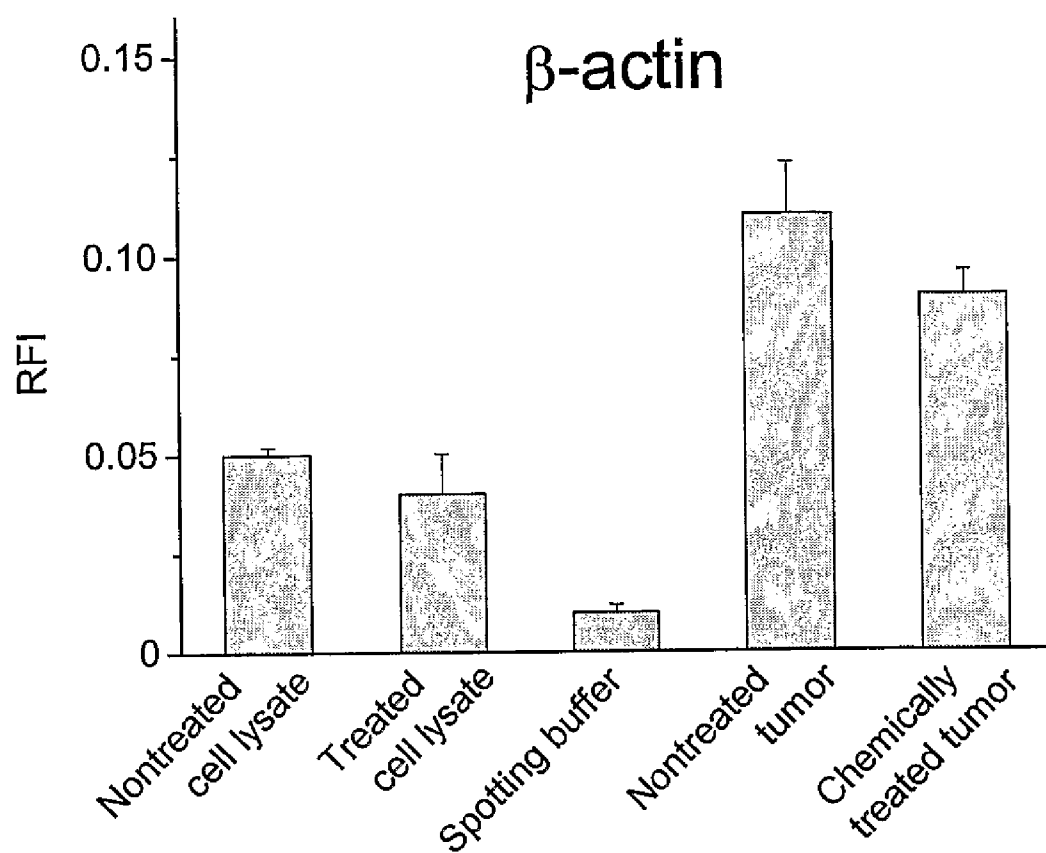 β-actin
0.15
0.10
0.05
0
RFI
Nontreated
cell lysate
Treated
cell lysate
Spotting buffer
Nontreated
tumor
Chemically
treated tumor